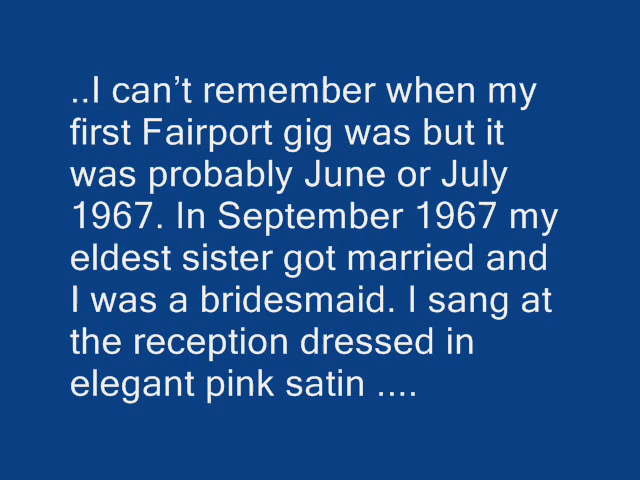 ..I can’t remember when my
first Fairport gig was but it
was probably June or July
1967. In September 1967 my
eldest sister got married and
I was a bridesmaid. I sang at
the reception dressed in
elegant pink satin ....